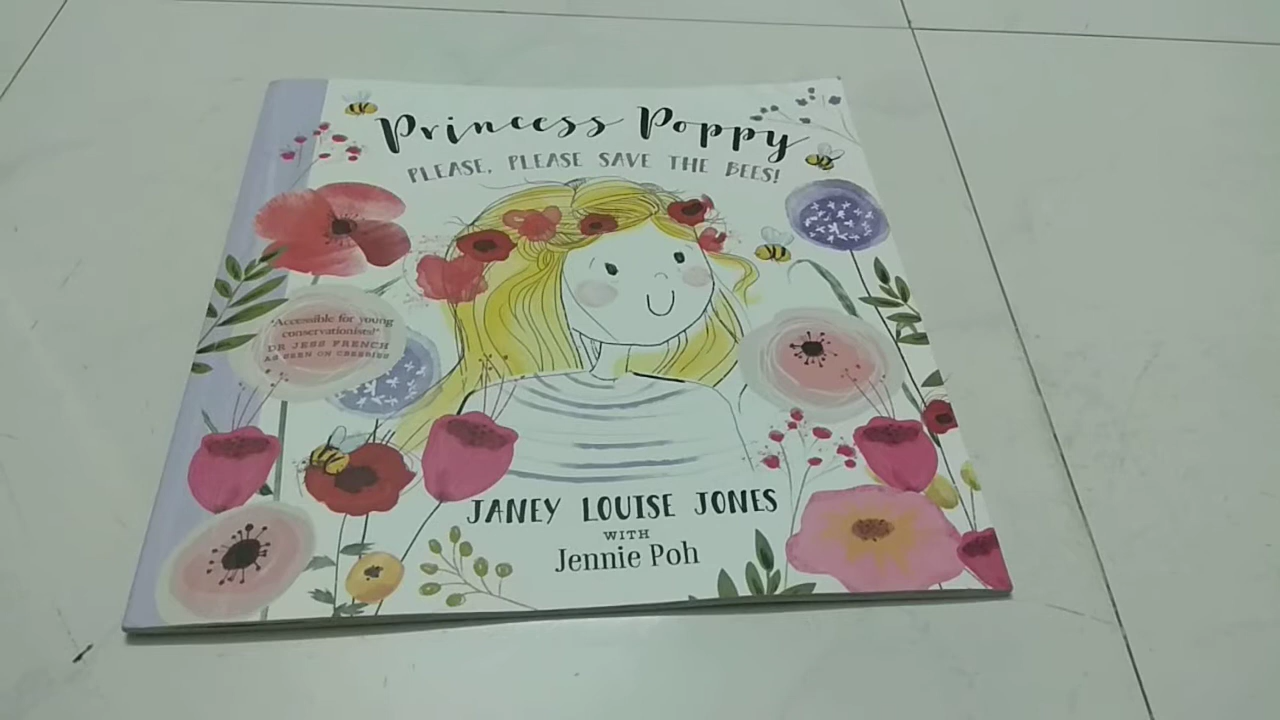 Princess Poppy
PLEASE, PLEASE SAVE THE BEES!
"Accessible for young
conservationists!"
DR JESS FRENCH
AS SEEN ON CBEEBIES
JANEY LOUISE JONES
WITH
Jennie Poh